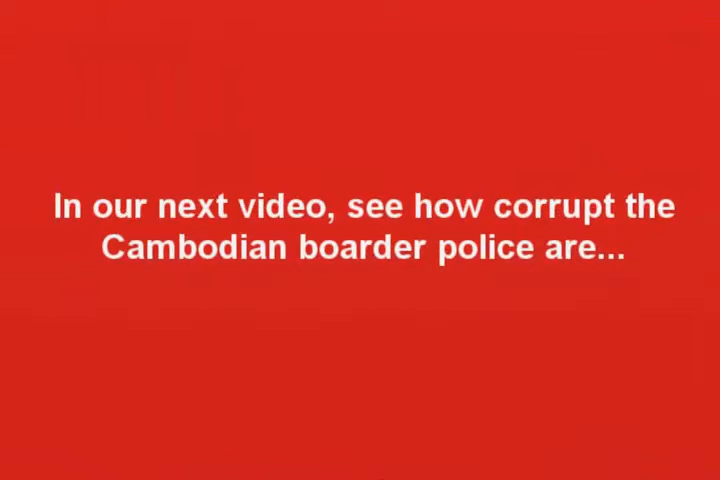 In our next video, see how corrupt the
Cambodian boarder police are...